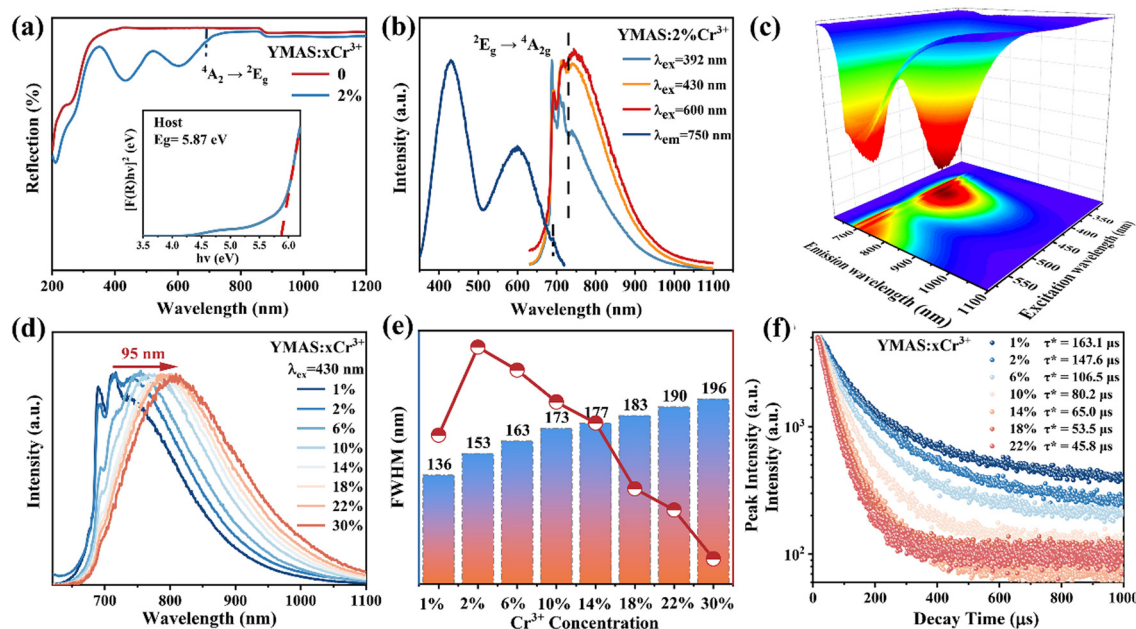 (a)
YMAS:xCr³⁺
⁴A₂ → ²E_g
0
2%
Host
Eg= 5.87 eV
[F(R)hv]² (eV)
3.5 4.0 4.5 5.0 5.5 6.0
hv (eV)
Reflection (%)
200 400 600 800 1000 1200
Wavelength (nm)
(b)
YMAS:2%Cr³⁺
²E_g → ⁴A₂g
λex=392 nm
λex=430 nm
λex=600 nm
λem=750 nm
Intensity (a.u.)
400 500 600 700 800 900 1000 1100
Wavelength (nm)
(c)
700 800 900 1000 1100
Emission wavelength (nm)
350 400 450 500 550
Excitation wavelength (nm)
(d)
YMAS:xCr³⁺
95 nm
λex=430 nm
1%
2%
6%
10%
14%
18%
22%
30%
Intensity (a.u.)
700 800 900 1000 1100
Wavelength (nm)
(e)
136 153 163 173 177 183 190 196
FWHM (nm)
1% 2% 6% 10% 14% 18% 22% 30%
Cr³⁺ Concentration
Peak Intensity (a.u.)
(f)
YMAS:xCr³⁺
1% τ* = 163.1 μs
2% τ* = 147.6 μs
6% τ* = 106.5 μs
10% τ* = 80.2 μs
14% τ* = 65.0 μs
18% τ* = 53.5 μs
22% τ* = 45.8 μs
Intensity (a.u.)
10³
10²
0 200 400 600 800 1000
Decay Time (μs)